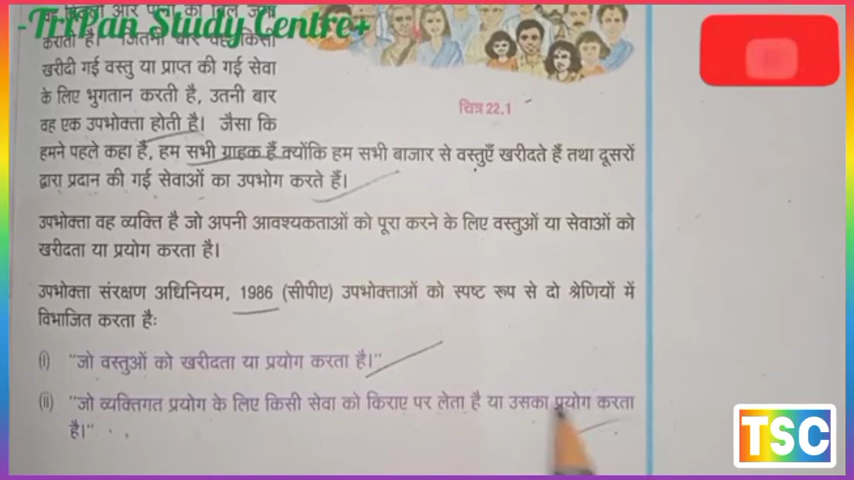 -TriPan Study Centre+
कराती है। जितनी बार वह किसी
खरीदी गई वस्तु या प्राप्त की गई सेवा
के लिए भुगतान करती है, उतनी बार
वह एक उपभोक्ता होती है। जैसा कि
चित्र 22.1
हमने पहले कहा है, हम सभी ग्राहक हैं क्योंकि हम सभी बाजार से वस्तुएँ खरीदते हैं तथा दूसरों
द्वारा प्रदान की गई सेवाओं का उपभोग करते हैं।
उपभोक्ता वह व्यक्ति है जो अपनी आवश्यकताओं को पूरा करने के लिए वस्तुओं या सेवाओं को
खरीदता या प्रयोग करता है।
उपभोक्ता संरक्षण अधिनियम, 1986 (सीपीए) उपभोक्ताओं को स्पष्ट रूप से दो श्रेणियों में
विभाजित करता है:
(i) "जो वस्तुओं को खरीदता या प्रयोग करता है।"
(ii) "जो व्यक्तिगत प्रयोग के लिए किसी सेवा को किराए पर लेता है या उसका प्रयोग करता
है।"
TSC